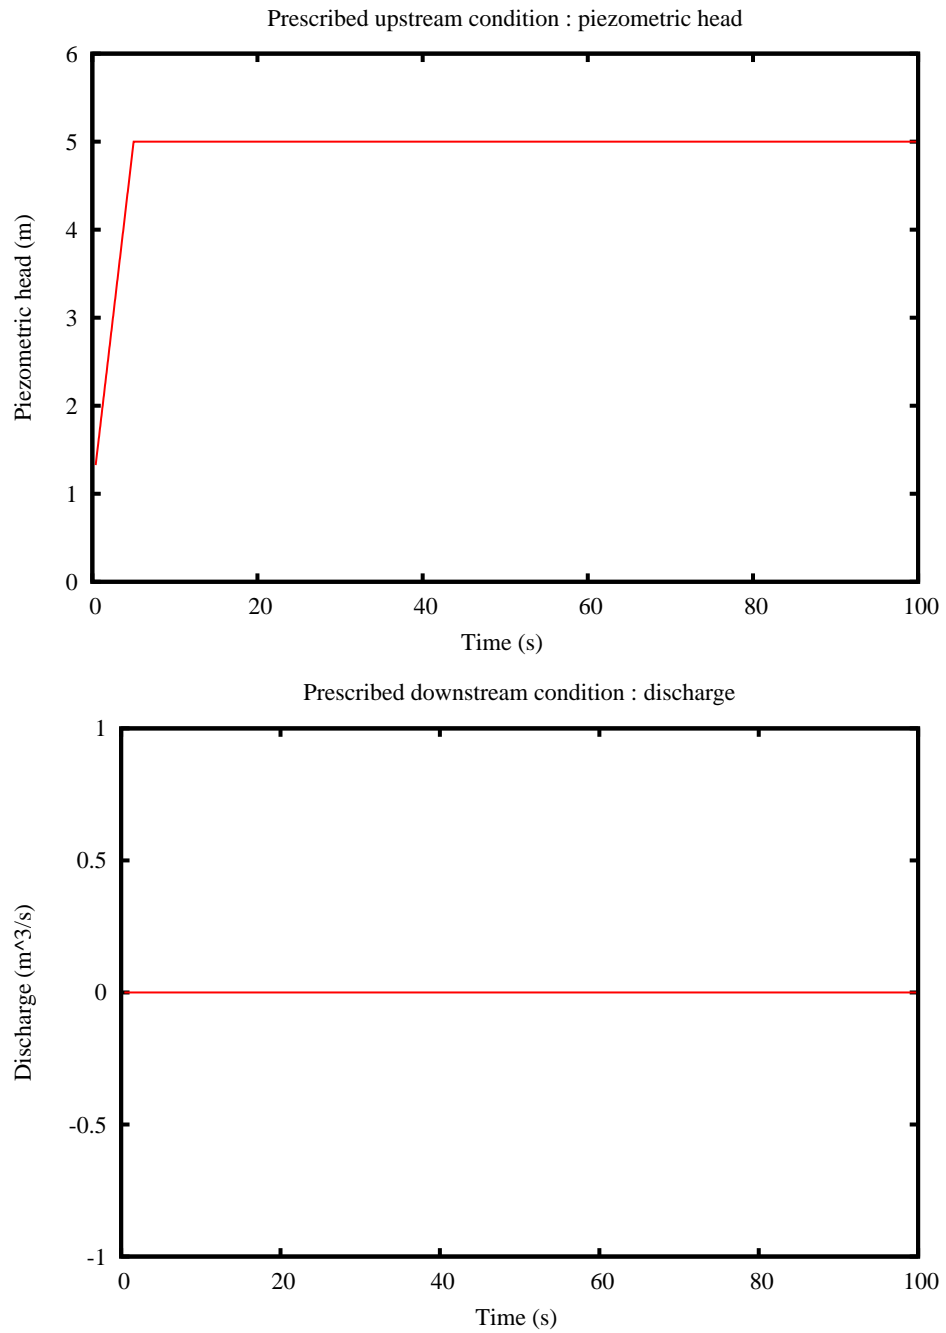 Prescribed upstream condition : piezometric head
6
5
4
3
2
1
0
Piezometric head (m)
0 20 40 60 80 100
Time (s)
Prescribed downstream condition : discharge
1
0.5
0
-0.5
-1
Discharge (m^3/s)
0 20 40 60 80 100
Time (s)